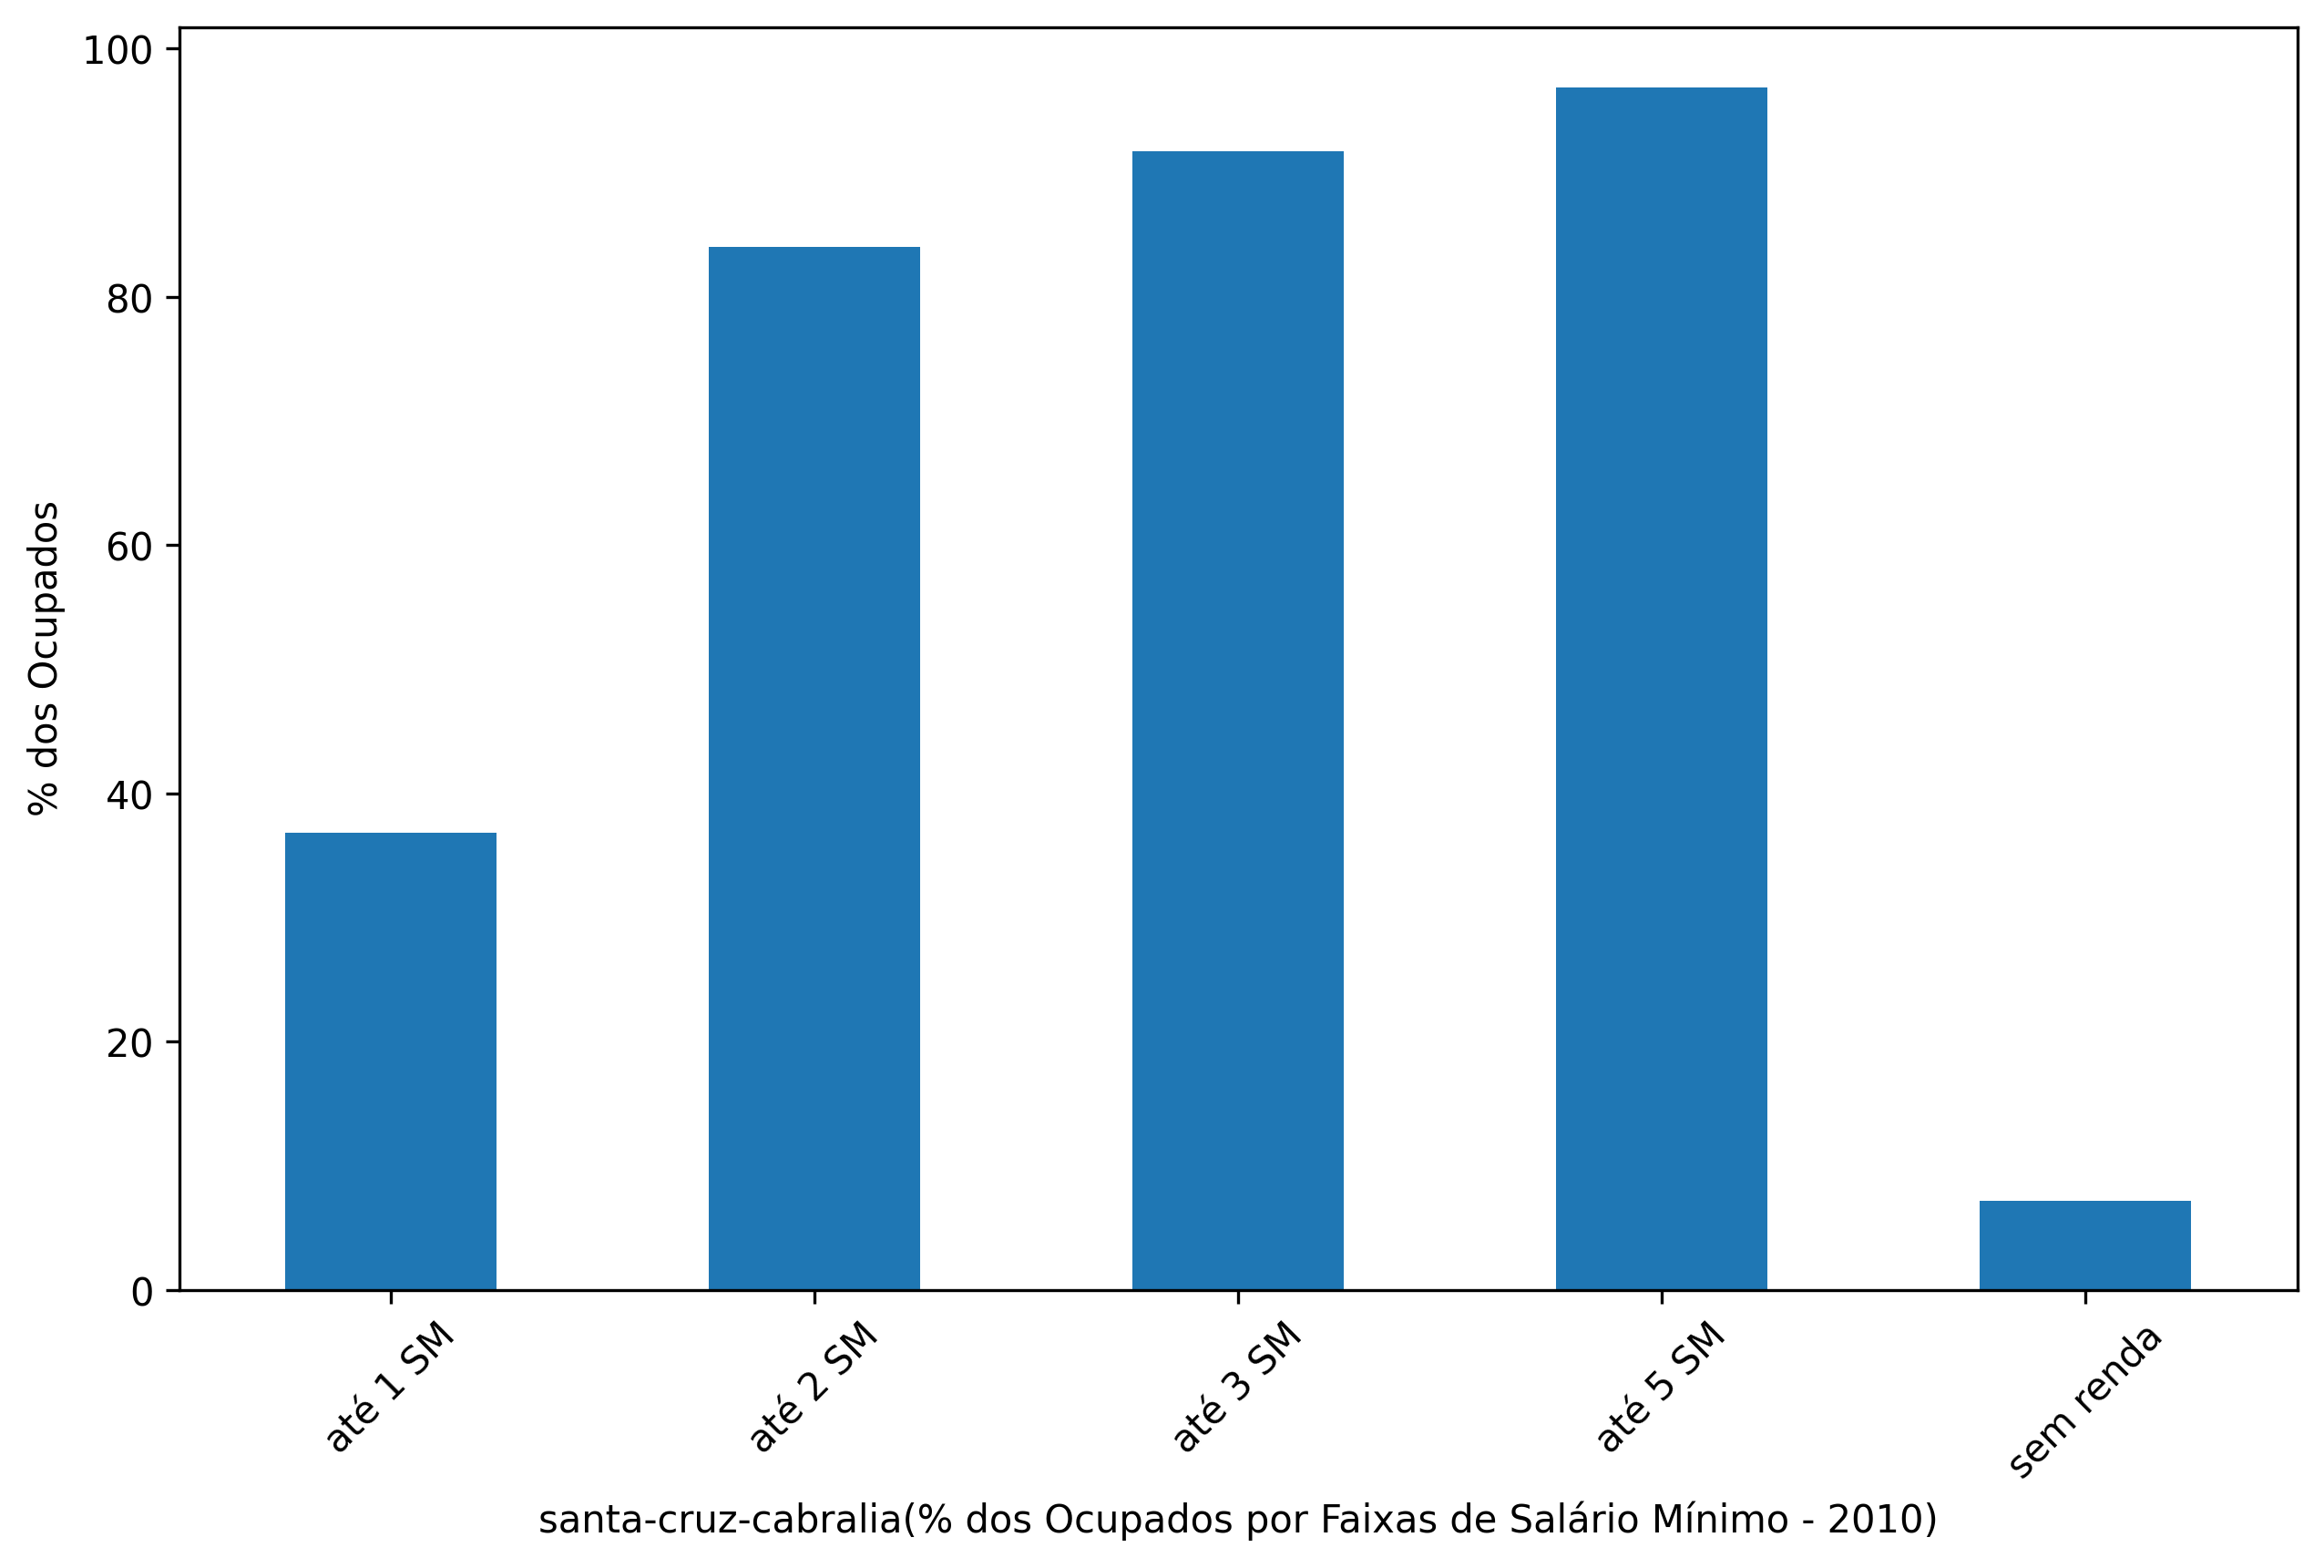 100
80
60
40
20
0
% dos Ocupados
até 1 SM
até 2 SM
até 3 SM
até 5 SM
sem renda
santa-cruz-cabralia(% dos Ocupados por Faixas de Salário Mínimo - 2010)